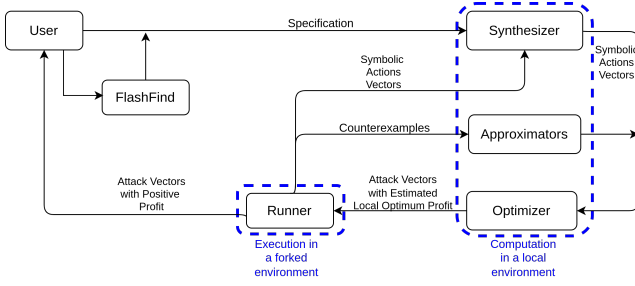 User
Specification
Synthesizer
Symbolic
Actions
Vectors
Symbolic
Actions
Vectors
FlashFind
Counterexamples
Approximators
Attack Vectors
with Positive
Profit
Attack Vectors
with Estimated
Local Optimum Profit
Runner
Optimizer
Execution in
a forked
environment
Computation
in a local
environment